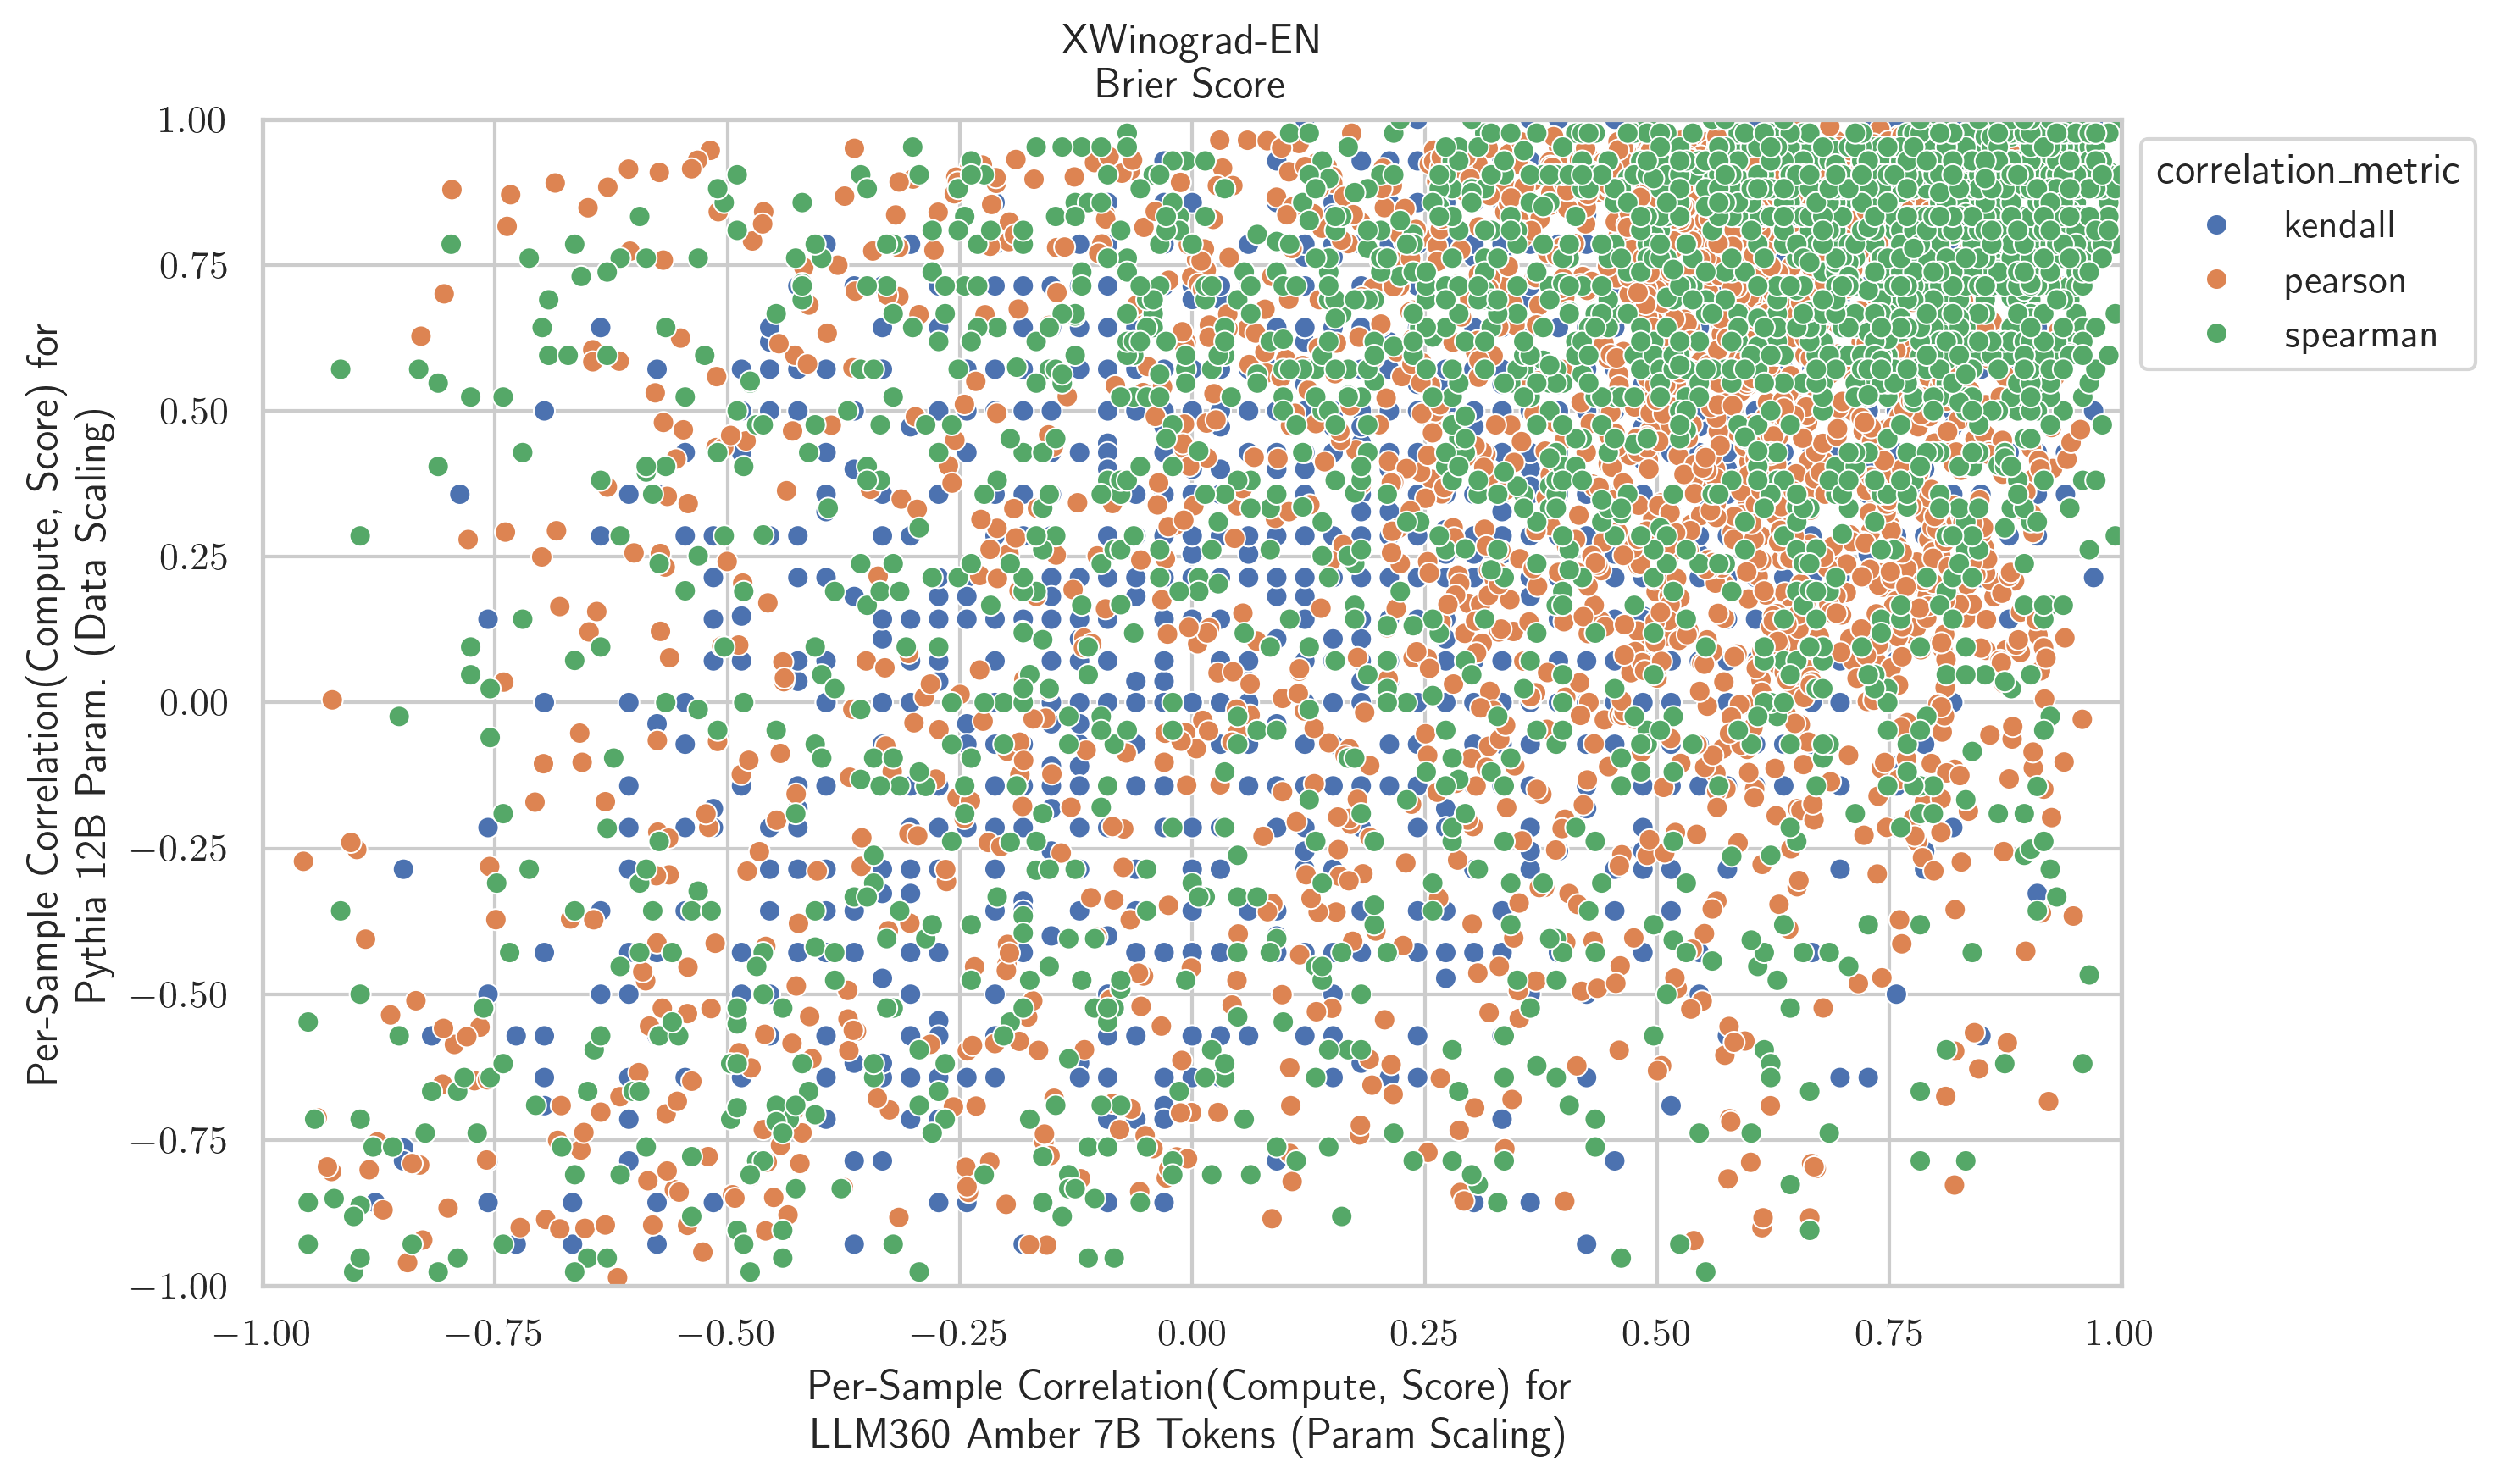 XWinograd-EN
Brier Score
Per-Sample Correlation(Compute, Score) for
Pythia 12B Param. (Data Scaling)
1.00
0.75
0.50
0.25
0.00
−0.25
−0.50
−0.75
−1.00
−1.00 −0.75 −0.50 −0.25 0.00 0.25 0.50 0.75 1.00
Per-Sample Correlation(Compute, Score) for
LLM360 Amber 7B Tokens (Param Scaling)
correlation_metric
kendall
pearson
spearman